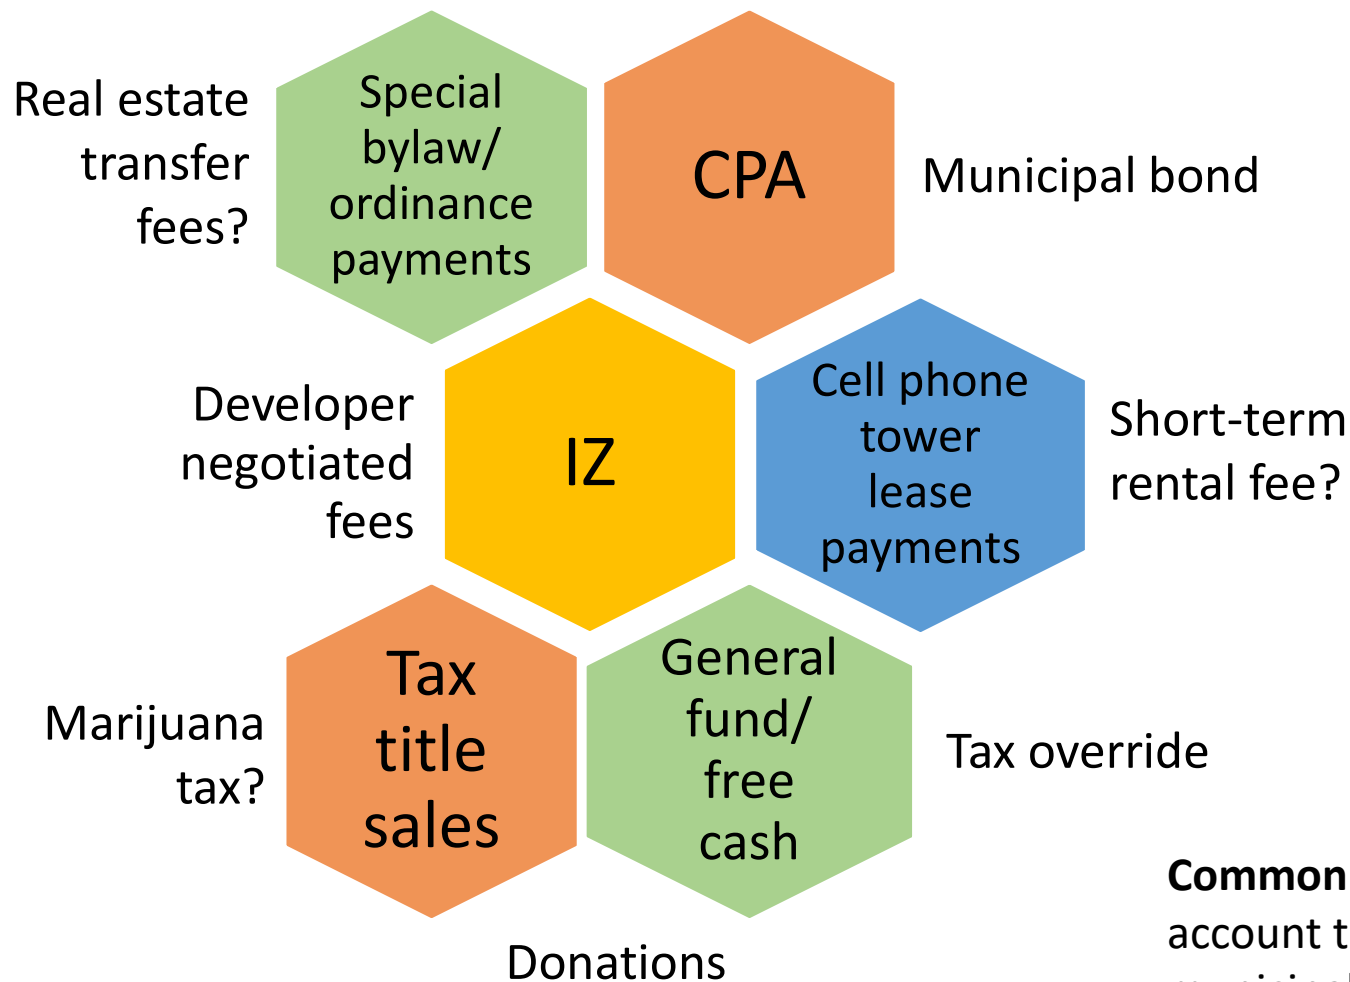 Real estate
transfer
fees?
Special
bylaw/
ordinance
payments
CPA
Municipal bond
Developer
negotiated
fees
IZ
Cell phone
tower
lease
payments
Short-term
rental fee?
Marijuana
tax?
Tax
title
sales
General
fund/
free
cash
Tax override
Donations
Common
account t